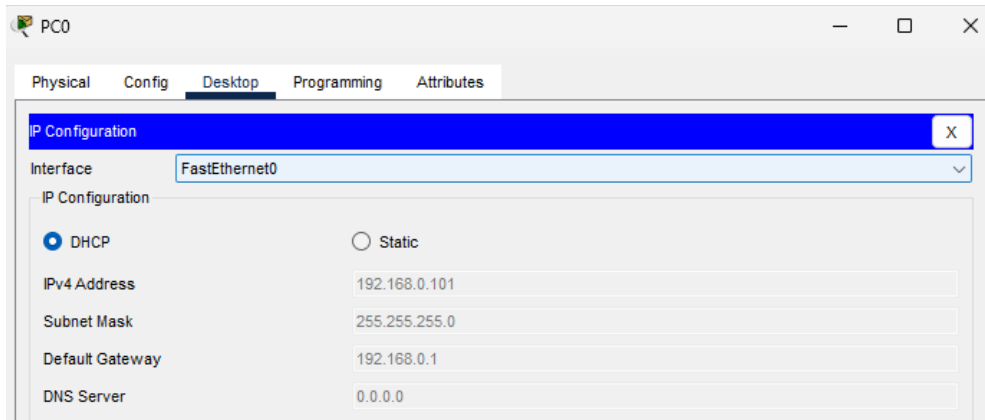 PC0
Physical Config Desktop Programming Attributes
IP Configuration X
Interface FastEthernet0
IP Configuration
DHCP Static
IPv4 Address 192.168.0.101
Subnet Mask 255.255.255.0
Default Gateway 192.168.0.1
DNS Server 0.0.0.0